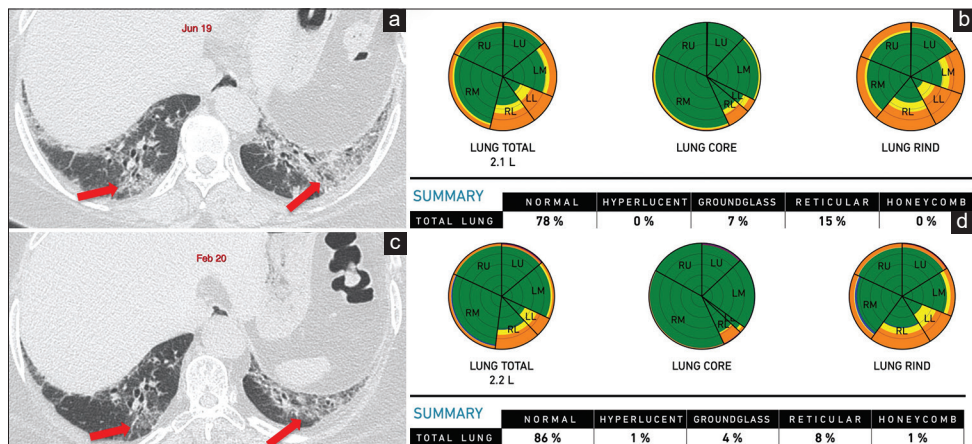 a
Jun 19
b
RU LU
LM
LL
RL
RM
LUNG TOTAL
2.1 L
RU LU
LM
LL
RL
RM
LUNG CORE
RU LU
LM
LL
RL
RM
LUNG RIND
SUMMARY
NORMAL HYPERLUCENT GROUNDGLASS RETICULAR HONEYCOMB
TOTAL LUNG 78 % 0 % 7 % 15 % 0 %
c
Feb 20
d
RU LU
LM
LL
RL
RM
LUNG TOTAL
2.2 L
RU LU
LM
RL
RM
LUNG CORE
RU LU
LM
LL
RL
RM
LUNG RIND
SUMMARY
NORMAL HYPERLUCENT GROUNDGLASS RETICULAR HONEYCOMB
TOTAL LUNG 86 % 1 % 4 % 8 % 1 %